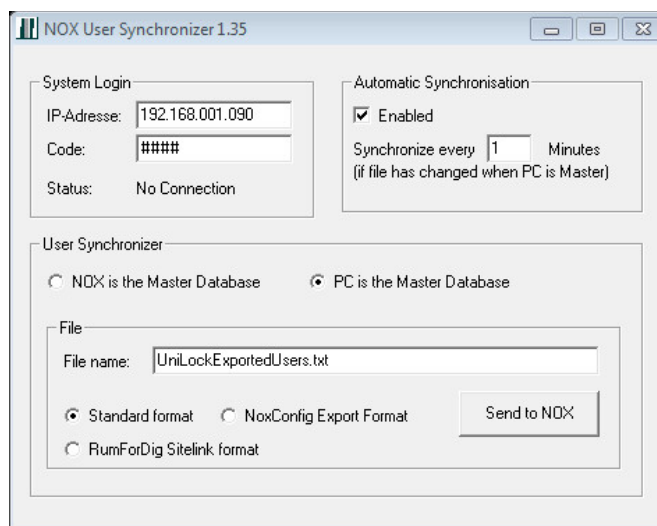 NOX User Synchronizer 1.35
System Login
IP-Adresse: 192.168.001.090
Code: ####
Status: No Connection
Automatic Synchronisation
Enabled
Synchronize every 1 Minutes
(if file has changed when PC is Master)
User Synchronizer
NOX is the Master Database PC is the Master Database
File
File name: UniLockExportedUsers.txt
Standard format NoxConfig Export Format
Send to NOX
RumForDig Sitelink format